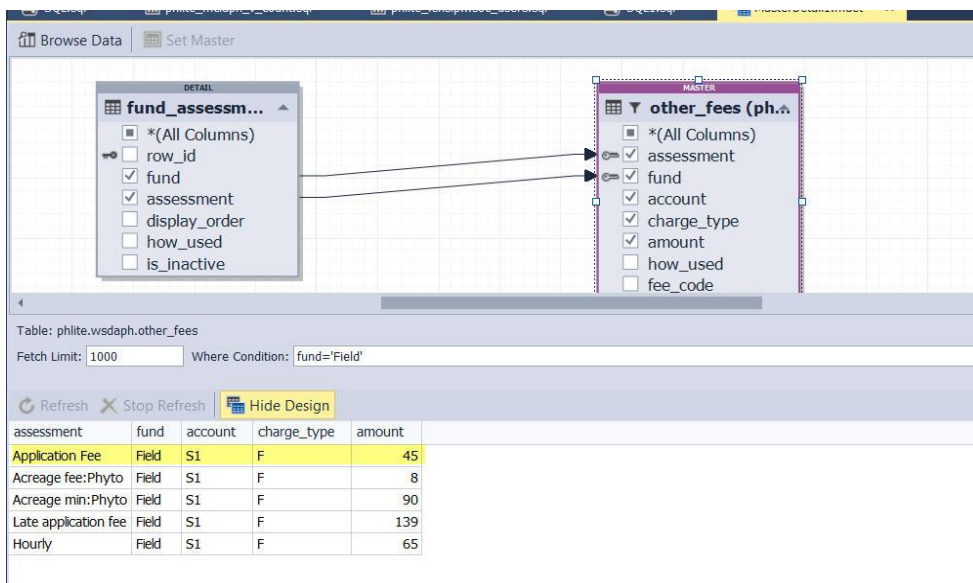 Browse Data Set Master
DETAIL
fund_assessm...
*(All Columns)
row_id
fund
assessment
display_order
how_used
is_inactive
MASTER
other_fees (ph...
*(All Columns)
assessment
fund
account
charge_type
amount
how_used
fee_code
Table: phlite.wsdaph.other_fees
Fetch Limit: 1000 Where Condition: fund='Field'
Refresh Stop Refresh Hide Design
assessment fund account charge_type amount
Application Fee Field S1 F 45
Acreage fee:Phyto Field S1 F 8
Acreage min:Phyto Field S1 F 90
Late application fee Field S1 F 139
Hourly Field S1 F 65